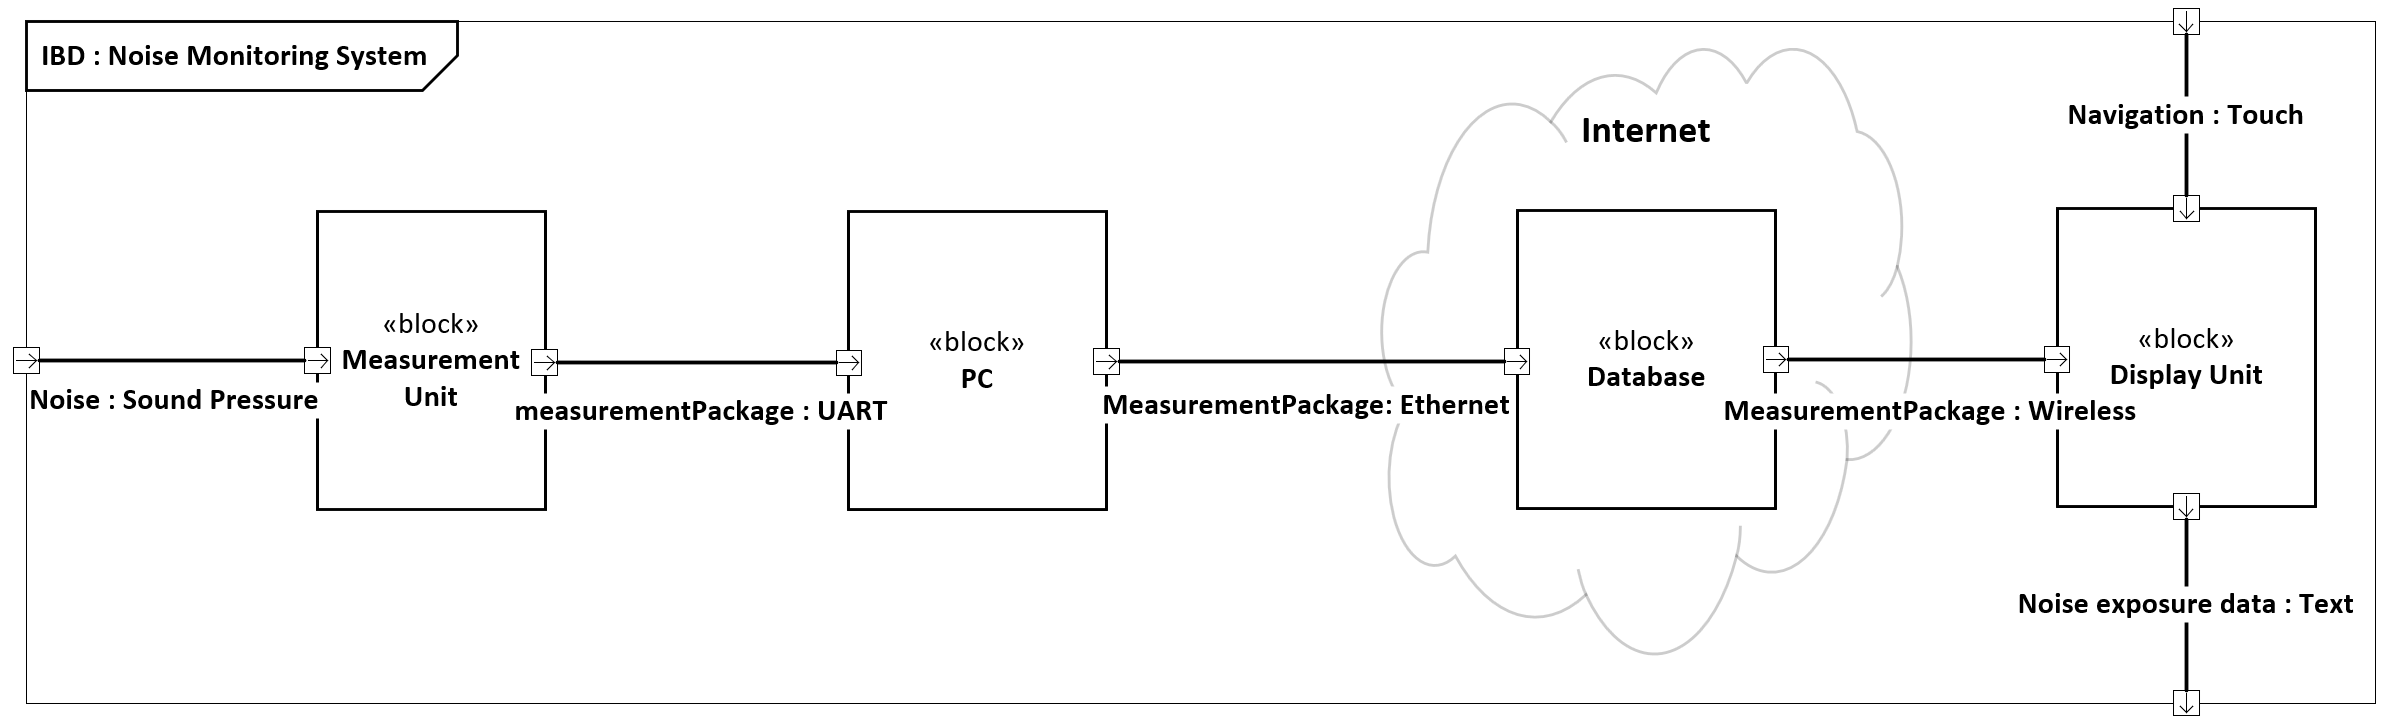 IBD : Noise Monitoring System
Internet
Navigation : Touch
«block»
Measurement
Unit
«block»
PC
«block»
Database
«block»
Display Unit
Noise : Sound Pressure
measurementPackage : UART
MeasurementPackage: Ethernet
MeasurementPackage : Wireless
Noise exposure data : Text